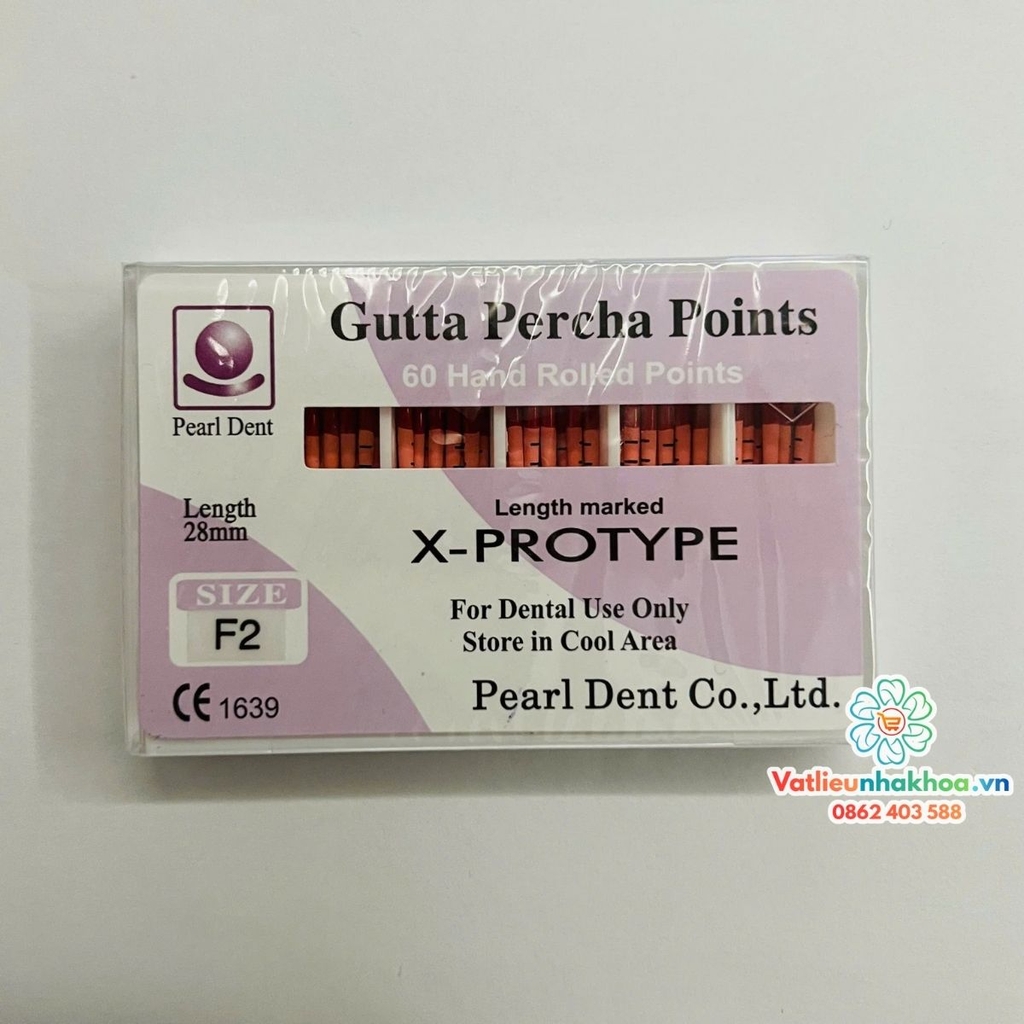 Gutta Percha Points
60 Hand Rolled Points
Pearl Dent
Length
28mm
Length marked
X-PROTYPE
SIZE
F2
For Dental Use Only
Store in Cool Area
CE 1639
Pearl Dent Co.,Ltd.
Vatlieunhakhoa.vn
0862 403 588